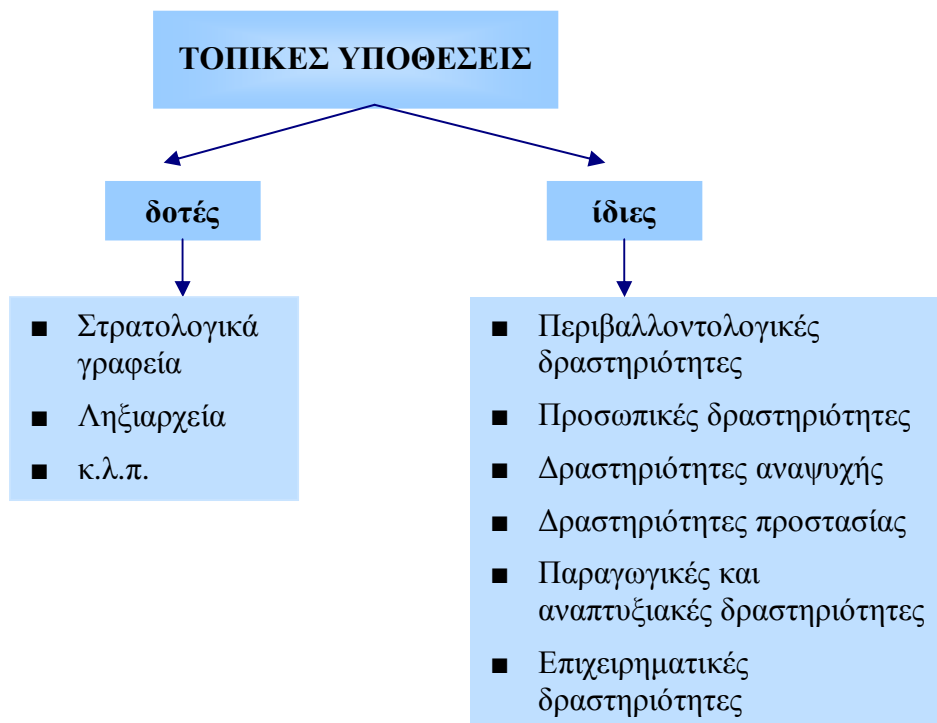 ΤΟΠΙΚΕΣ ΥΠΟΘΕΣΕΙΣ
δοτές
ίδιες
■ Στρατολογικά
γραφεία
■ Ληξιαρχεία
■ κ.λ.π.
■ Περιβαλλοντολογικές
δραστηριότητες
■ Προσωπικές δραστηριότητες
■ Δραστηριότητες αναψυχής
■ Δραστηριότητες προστασίας
■ Παραγωγικές και
αναπτυξιακές δραστηριότητες
■ Επιχειρηματικές
δραστηριότητες